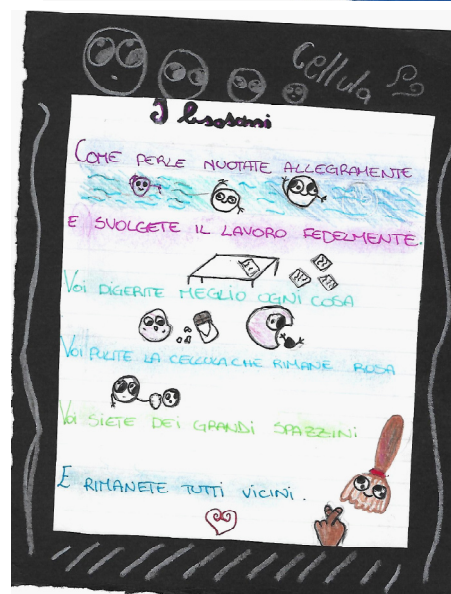 Cellula
I lisosomi
COME PERLE NUOTATE ALLEGRAMENTE
E SVOLGETE IL LAVORO FEDELMENTE.
Voi DIGERITE MEGLIO OGNI COSA
Voi PULITE LA CELLULA CHE RIMANE ROSA
Voi SIETE DEI GRANDI SPAZZINI
E RIMANETE TUTTI VICINI.